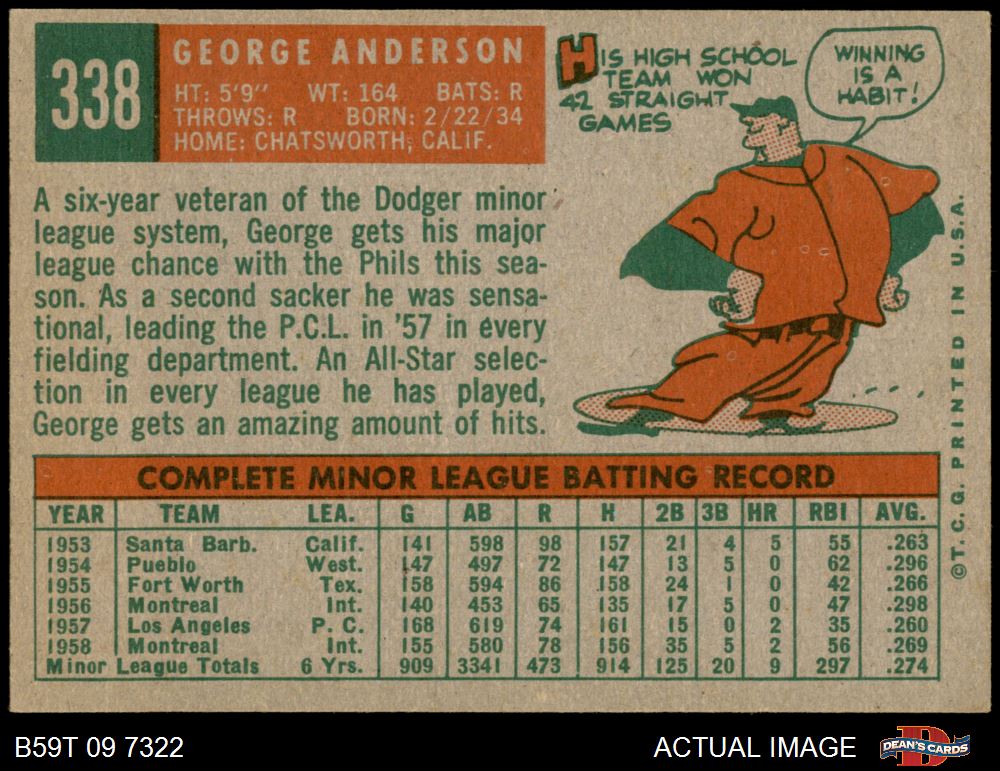 338
GEORGE ANDERSON
HT: 5'9" WT: 164 BATS: R
THROWS: R BORN: 2/22/34
HOME: CHATSWORTH, CALIF.
HIS HIGH SCHOOL
TEAM WON
42 STRAIGHT
GAMES
WINNING
IS A
HABIT!
A six-year veteran of the Dodger minor
league system, George gets his major
league chance with the Phils this sea-
son. As a second sacker he was sensa-
tional, leading the P.C.L. in '57 in every
fielding department. An All-Star selec-
tion in every league he has played,
George gets an amazing amount of hits.
COMPLETE MINOR LEAGUE BATTING RECORD
YEAR TEAM LEA. G AB R H 2B 3B HR RBI AVG.
1953 Santa Barb. Calif. 141 598 98 157 21 4 5 55 .263
1954 Pueblo West. 147 497 72 147 13 5 0 62 .296
1955 Fort Worth Tex. 158 594 86 158 24 1 0 42 .266
1956 Montreal Int. 140 453 65 135 17 5 0 47 .298
1957 Los Angeles P. C. 168 619 74 161 15 0 2 35 .260
1958 Montreal Int. 155 580 78 156 35 5 2 56 .269
Minor League Totals 6 Yrs. 909 3341 473 914 125 20 9 297 .274
©T. C. G. PRINTED IN U.S.A.
B59T 09 7322
ACTUAL IMAGE
DEAN'S CARDS